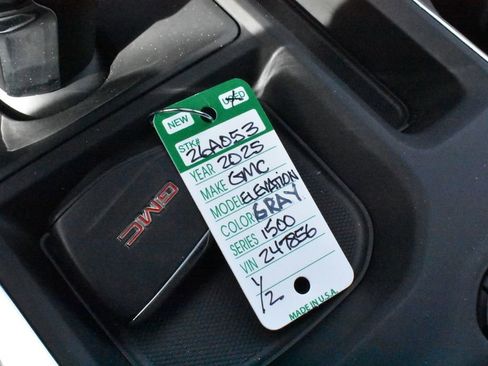 NEW USED
STK# 26A053
YEAR 2025
MAKE GMC
MODEL ELEVATION
COLOR GRAY
SERIES 1500
VIN 247856
Y/2
MADE IN U.S.A.
GMC